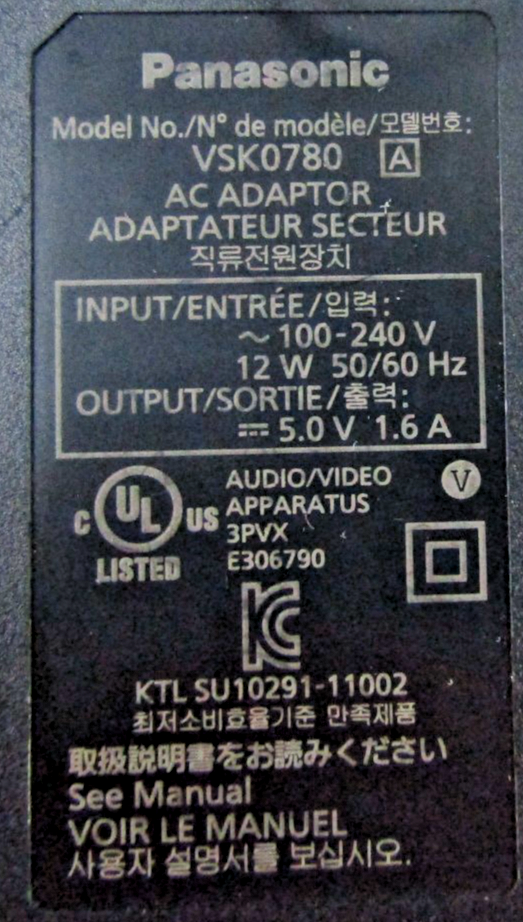 Panasonic
Model No./N° de modèle/모델번호:
VSK0780 A
AC ADAPTOR
ADAPTATEUR SECTEUR
직류전원장치
INPUT/ENTRÉE/입력:
～100-240 V
12 W 50/60 Hz
OUTPUT/SORTIE/출력:
⎓ 5.0 V 1.6 A
C UL US
LISTED
AUDIO/VIDEO
APPARATUS
3PVX
E306790
V
KC
KTL SU10291-11002
최저소비효율기준 만족제품
取扱説明書をお読みください
See Manual
VOIR LE MANUEL
사용자 설명서를 보십시오.